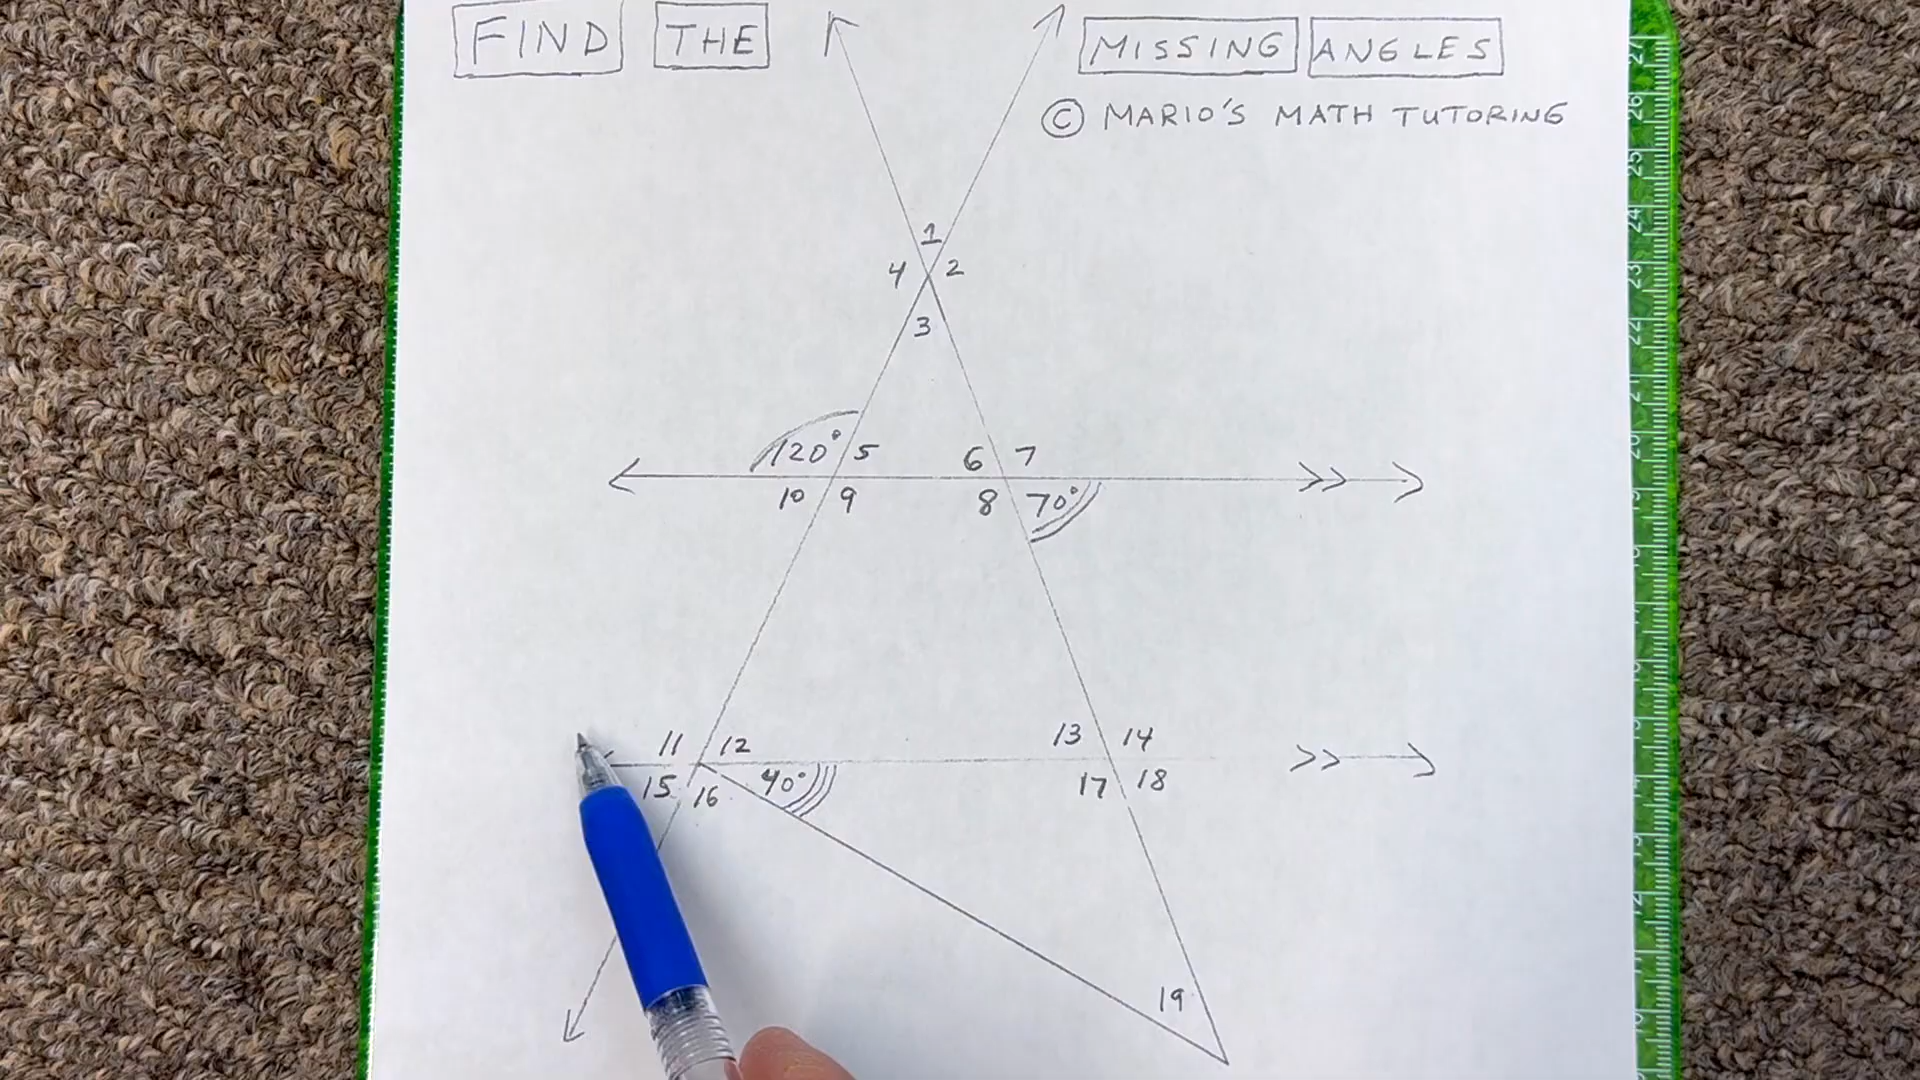 FIND THE MISSING ANGLES
© MARIO'S MATH TUTORING
1
4 2
3
120° 5 6 7
10 9 8 70°
11 12 13 14
15 16 40° 17 18
19